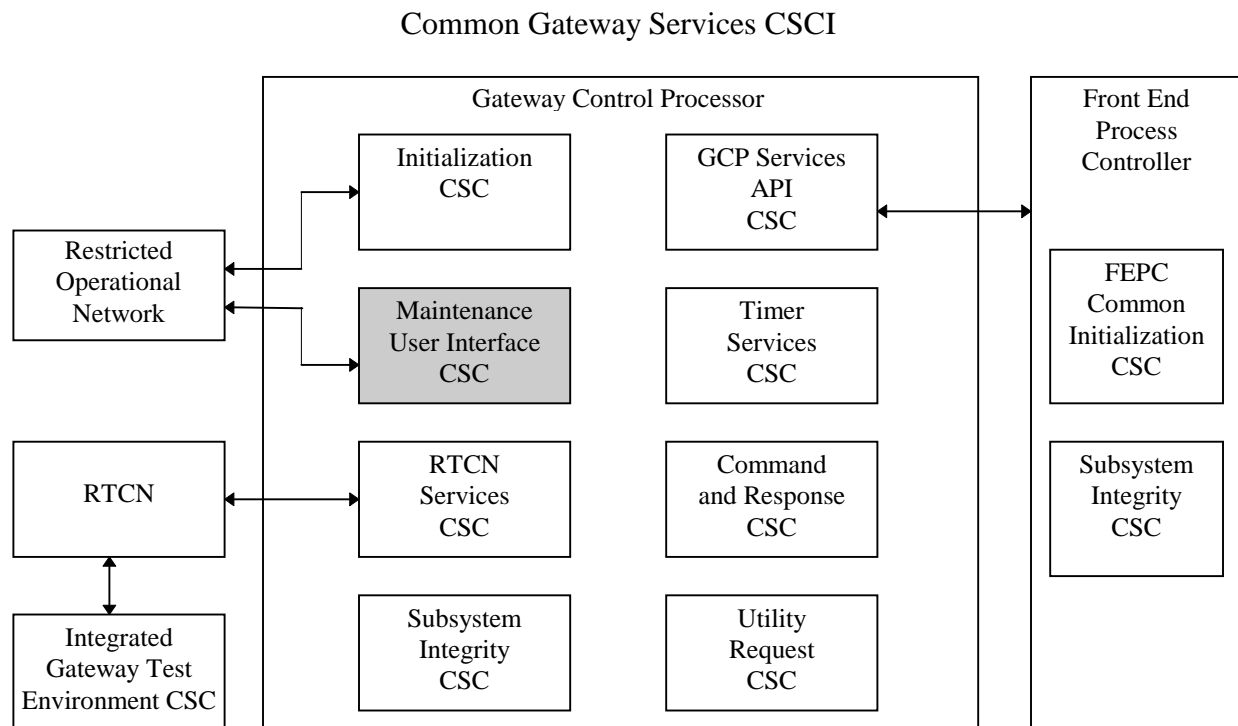 Common Gateway Services CSCI
Gateway Control Processor
Front End
Process
Controller
Initialization
CSC
GCP Services
API
CSC
Restricted
Operational
Network
FEPC
Common
Initialization
CSC
Maintenance
User Interface
CSC
Timer
Services
CSC
RTCN
RTCN
Services
CSC
Command
and Response
CSC
Subsystem
Integrity
CSC
Integrated
Gateway Test
Environment CSC
Subsystem
Integrity
CSC
Utility
Request
CSC